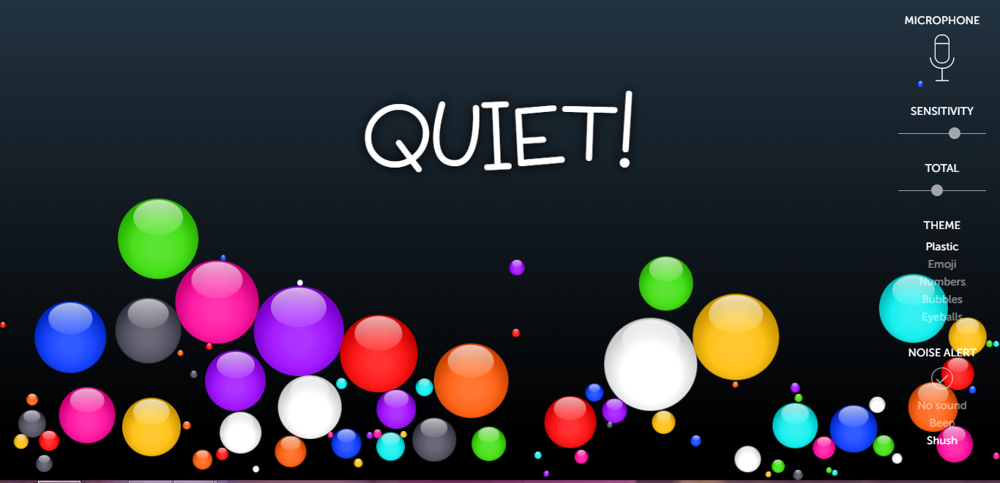 QUIET!
MICROPHONE
SENSITIVITY
TOTAL
THEME
Plastic
Emoji
Numbers
Bubbles
Eyeballs
NOISE ALERT
No sound
Beep
Shush